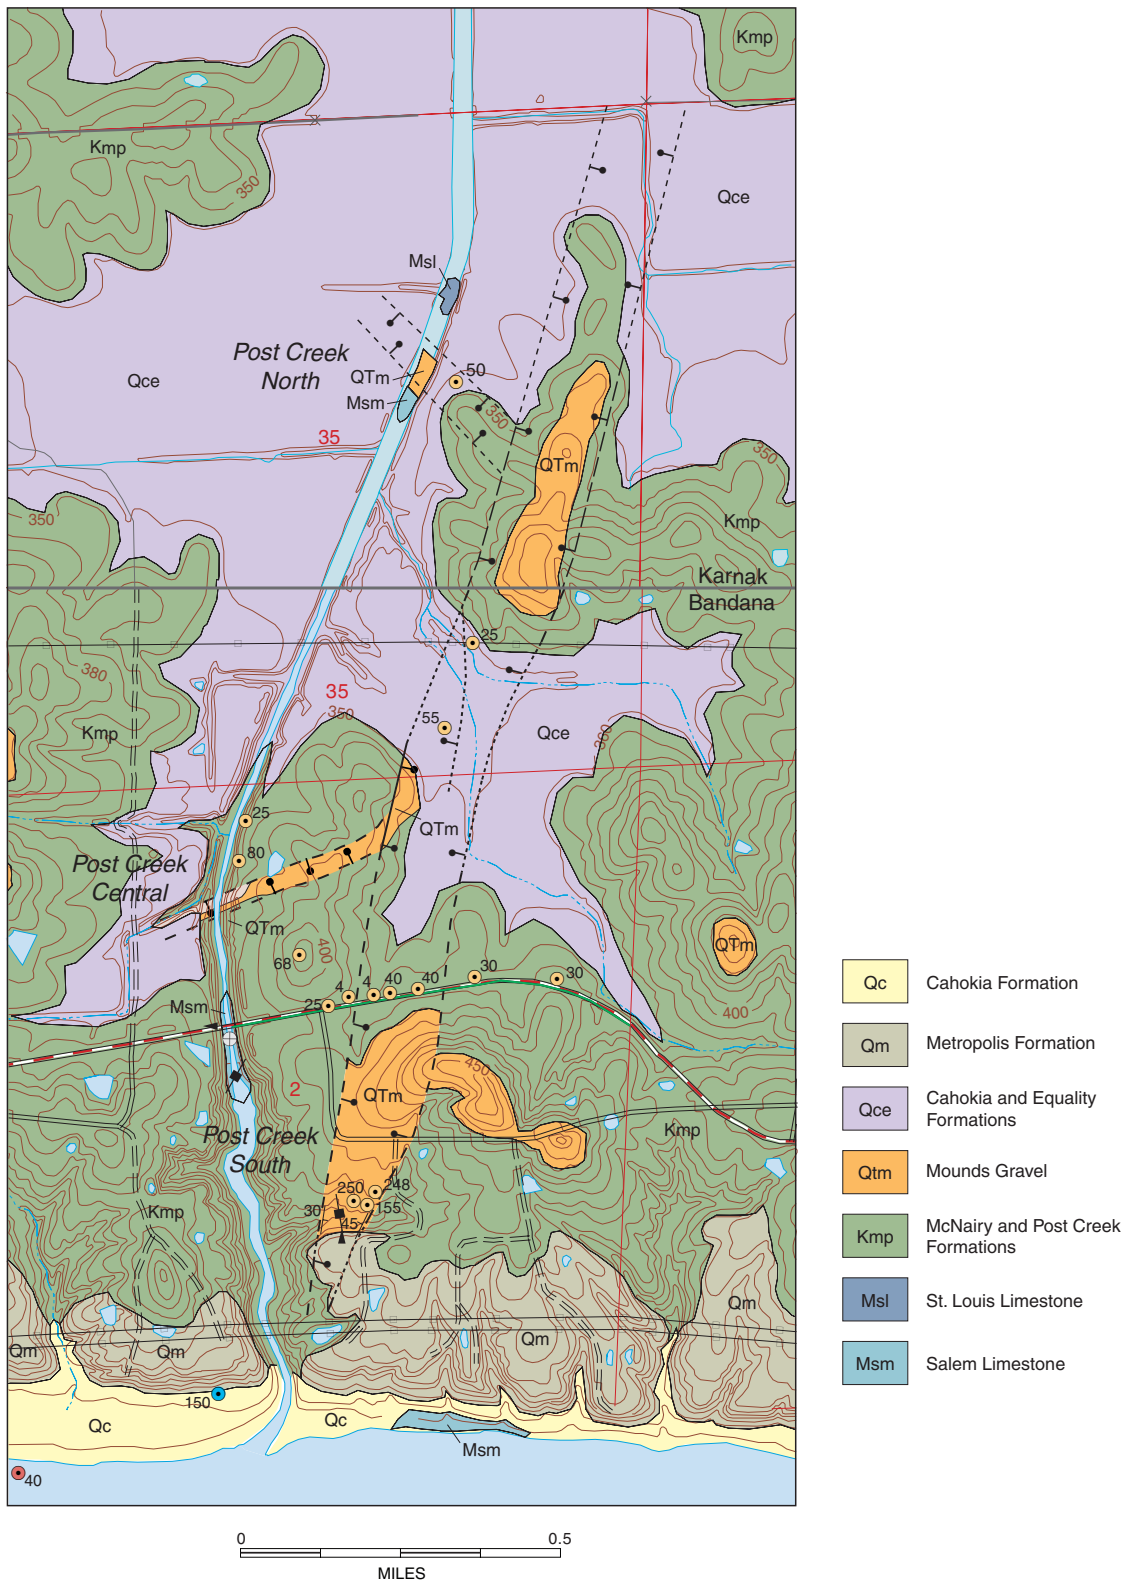 Kmp
Kmp
350
Qce
Msl
Post Creek
North
50
QTm
Qce
Msm
350
35
350
QTm
350
Kmp
Karnak
Bandana
25
380
35
350
55
Kmp
Qce
360
25
QTm
80
Post Creek
Central
QTm
QTm
400
68
30
30
40
40
4
4
25
Msm
400
450
2
QTm
Kmp
Post Creek
South
250
248
155
30
45
Kmp
Qm
Qm
Qm
Qm
150
Qc
Qc
Msm
40
Qc Cahokia Formation
Qm Metropolis Formation
Qce Cahokia and Equality
Formations
Qtm Mounds Gravel
Kmp McNairy and Post Creek
Formations
Msl St. Louis Limestone
Msm Salem Limestone
0 0.5
MILES